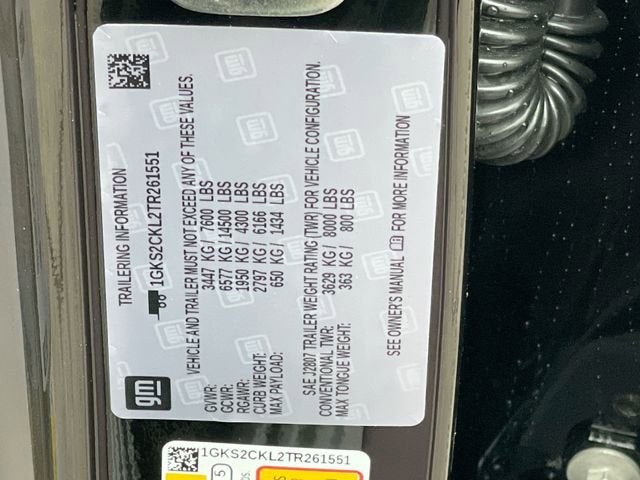 TRAILERING INFORMATION
1GKS2CKL2TR261551
VEHICLE AND TRAILER MUST NOT EXCEED ANY OF THESE VALUES.
GVWR: 3447 KG / 7600 LBS
GCWR: 6577 KG / 14500 LBS
RGAWR: 1950 KG / 4300 LBS
CURB WEIGHT: 2797 KG / 6166 LBS
MAX PAYLOAD: 650 KG / 1494 LBS
SAE J2807 TRAILER WEIGHT RATING (TWR) FOR VEHICLE CONFIGURATION.
CONVENTIONAL TWR: 3629 KG / 8000 LBS
MAX TONGUE WEIGHT: 363 KG / 800 LBS
SEE OWNER'S MANUAL FOR MORE INFORMATION
gm
1GKS2CKL2TR261551
5